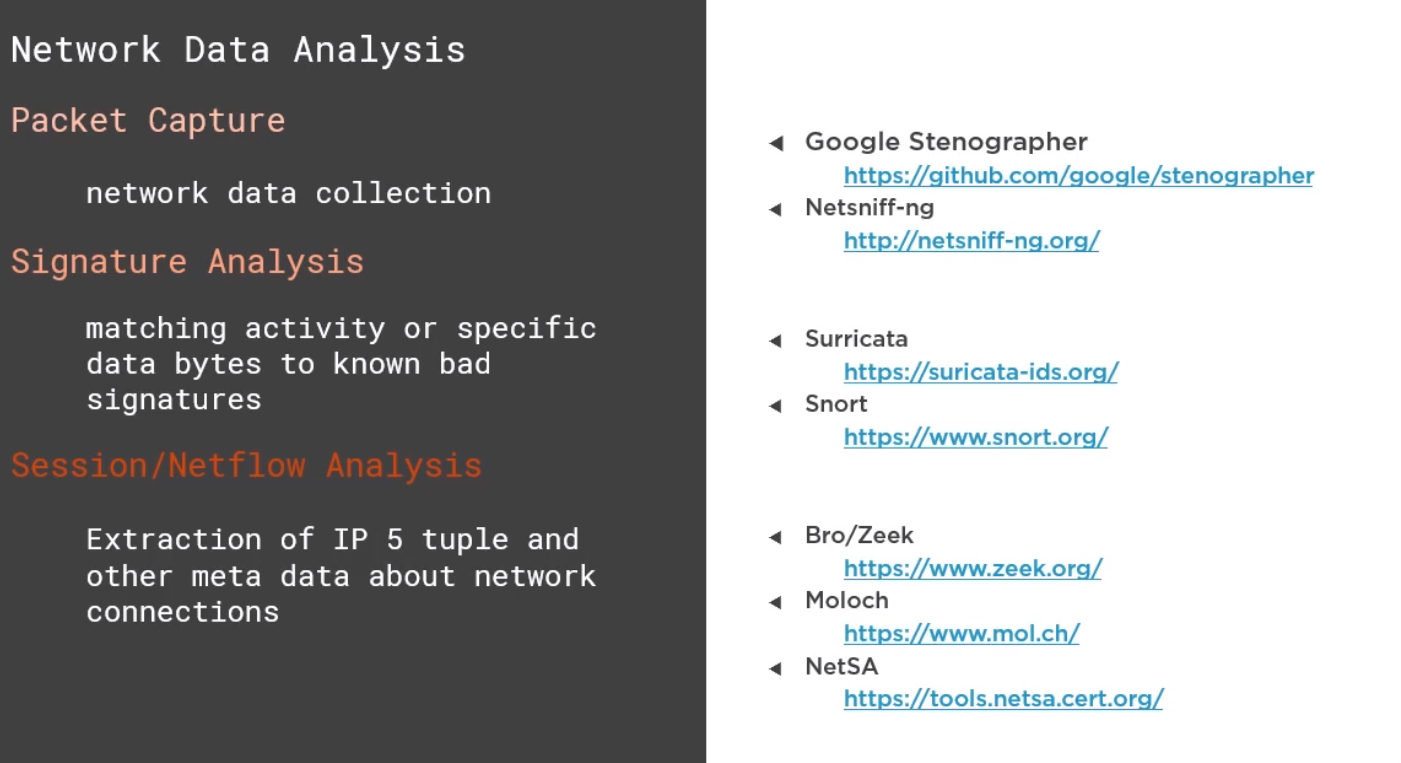 Network Data Analysis
Packet Capture
network data collection
Signature Analysis
matching activity or specific
data bytes to known bad
signatures
Session/Netflow Analysis
Extraction of IP 5 tuple and
other meta data about network
connections
Google Stenographer
https://github.com/google/stenographer
Netsniff-ng
http://netsniff-ng.org/
Surricata
https://suricata-ids.org/
Snort
https://www.snort.org/
Bro/Zeek
https://www.zeek.org/
Moloch
https://www.mol.ch/
NetSA
https://tools.netsa.cert.org/